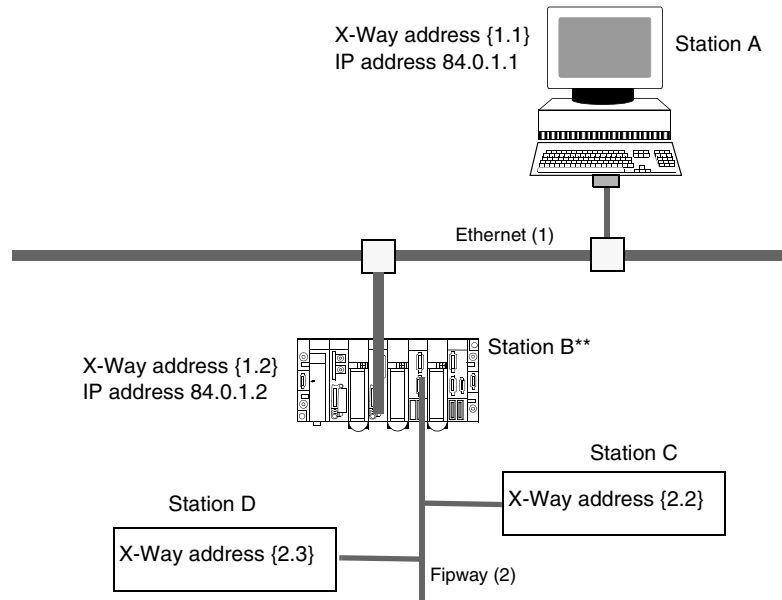 X-Way address {1.1}
IP address 84.0.1.1
Station A
Ethernet (1)
X-Way address {1.2}
IP address 84.0.1.2
Station B**
Station C
X-Way address {2.2}
Station D
X-Way address {2.3}
Fipway (2)